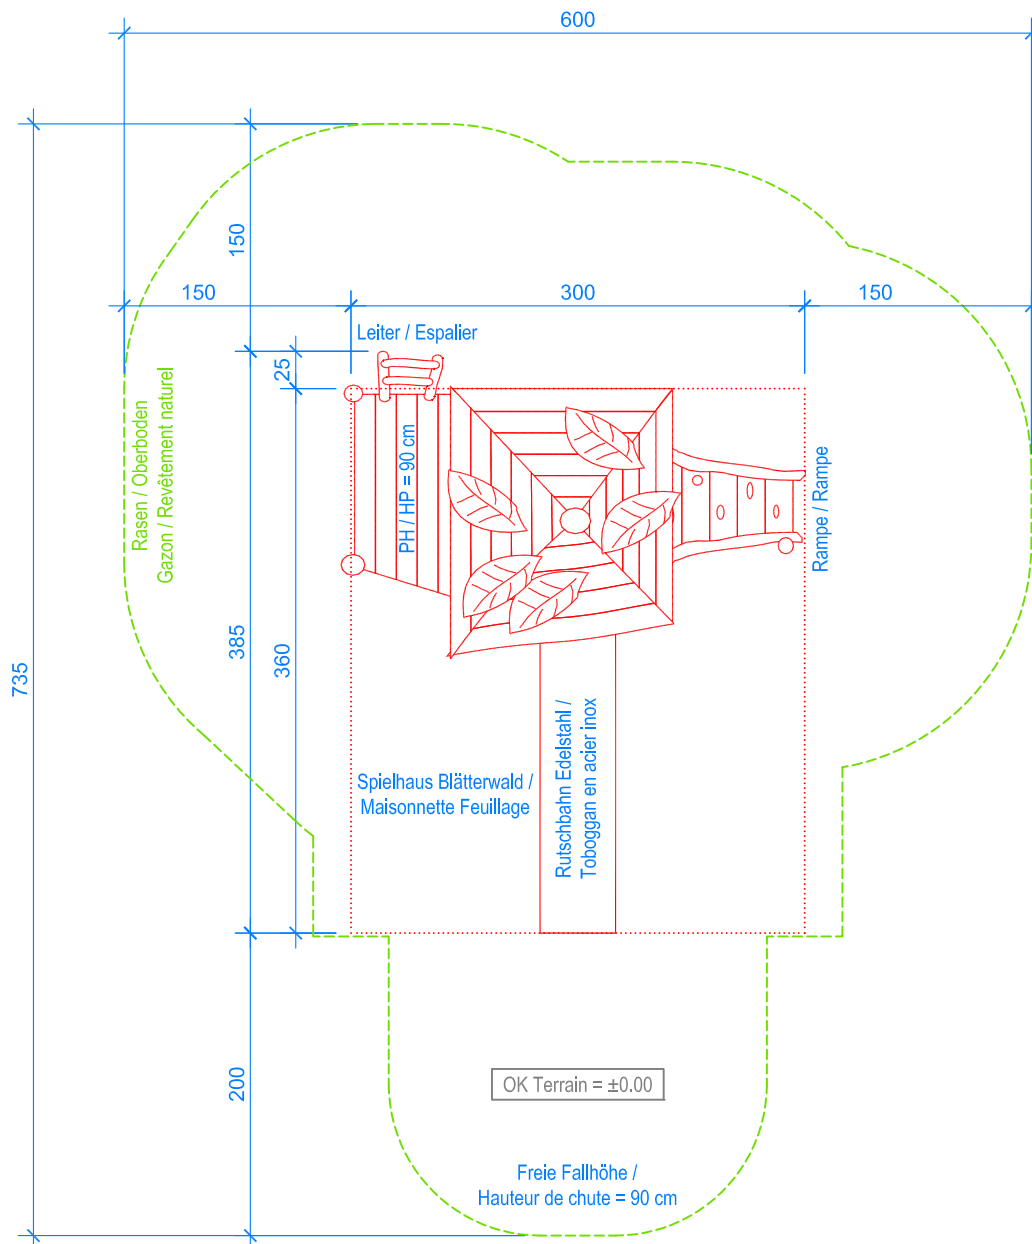 600
150
150
300
150
Leiter / Espalier
25
Rasen / Oberboden
Gazon / Revêtement naturel
PH / HP = 90 cm
Rampe / Rampe
735
385
360
Spielhaus Blätterwald /
Maisonnette Feuillage
Rutschbahn Edelstahl /
Toboggan en acier inox
200
OK Terrain = ±0.00
Freie Fallhöhe /
Hauteur de chute = 90 cm